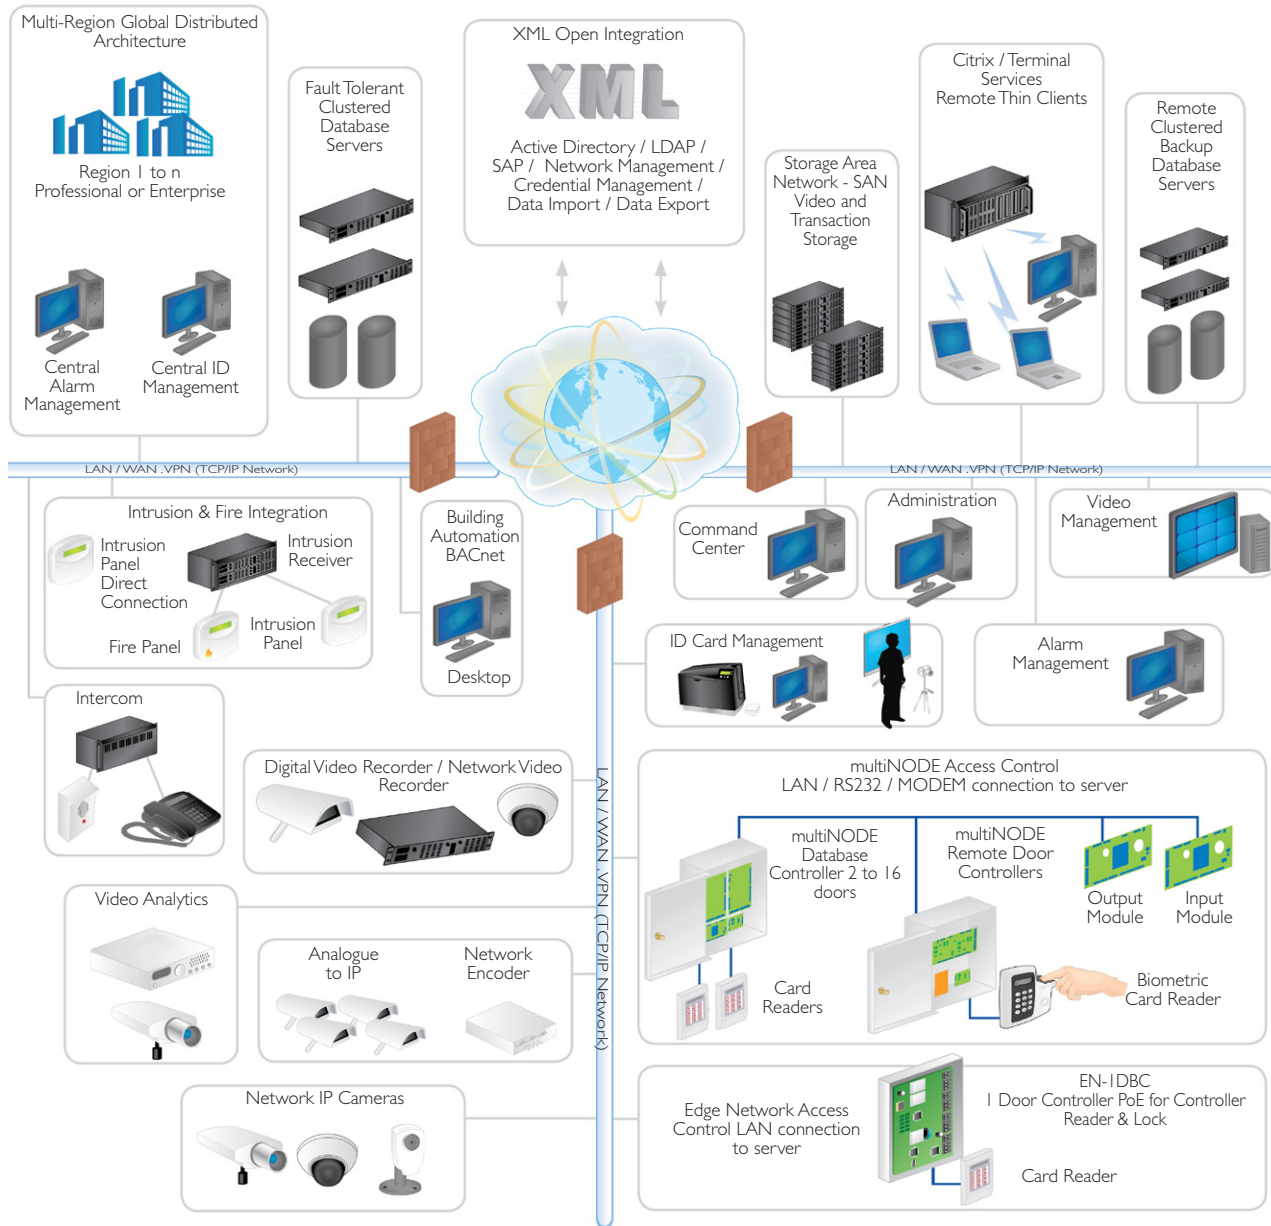 Multi-Region Global Distributed
Architecture
Region 1 to n
Professional or Enterprise
Central
Alarm
Management
Central ID
Management
Fault Tolerant
Clustered
Database
Servers
XML Open Integration
XML
Active Directory / LDAP /
SAP / Network Management /
Credential Management /
Data Import / Data Export
Storage Area
Network - SAN
Video and
Transaction
Storage
Citrix / Terminal
Services
Remote Thin Clients
Remote
Clustered
Backup
Database
Servers
LAN / WAN .VPN (TCP/IP Network)
LAN / WAN .VPN (TCP/IP Network)
Intrusion & Fire Integration
Intrusion
Panel
Direct
Connection
Intrusion
Receiver
Fire Panel
Intrusion
Panel
Building
Automation
BACnet
Desktop
Command
Center
Administration
Video
Management
ID Card Management
Alarm
Management
Intercom
Digital Video Recorder / Network Video
Recorder
LAN / WAN .VPN (TCP/IP Network)
multiNODE Access Control
LAN / RS232 / MODEM connection to server
multiNODE
Database
Controller 2 to 16
doors
multiNODE
Remote Door
Controllers
Output
Module
Input
Module
Card
Readers
Biometric
Card Reader
Video Analytics
Analogue
to IP
Network
Encoder
Network IP Cameras
Edge Network Access
Control LAN connection
to server
EN-1DBC
1 Door Controller PoE for Controller
Reader & Lock
Card Reader